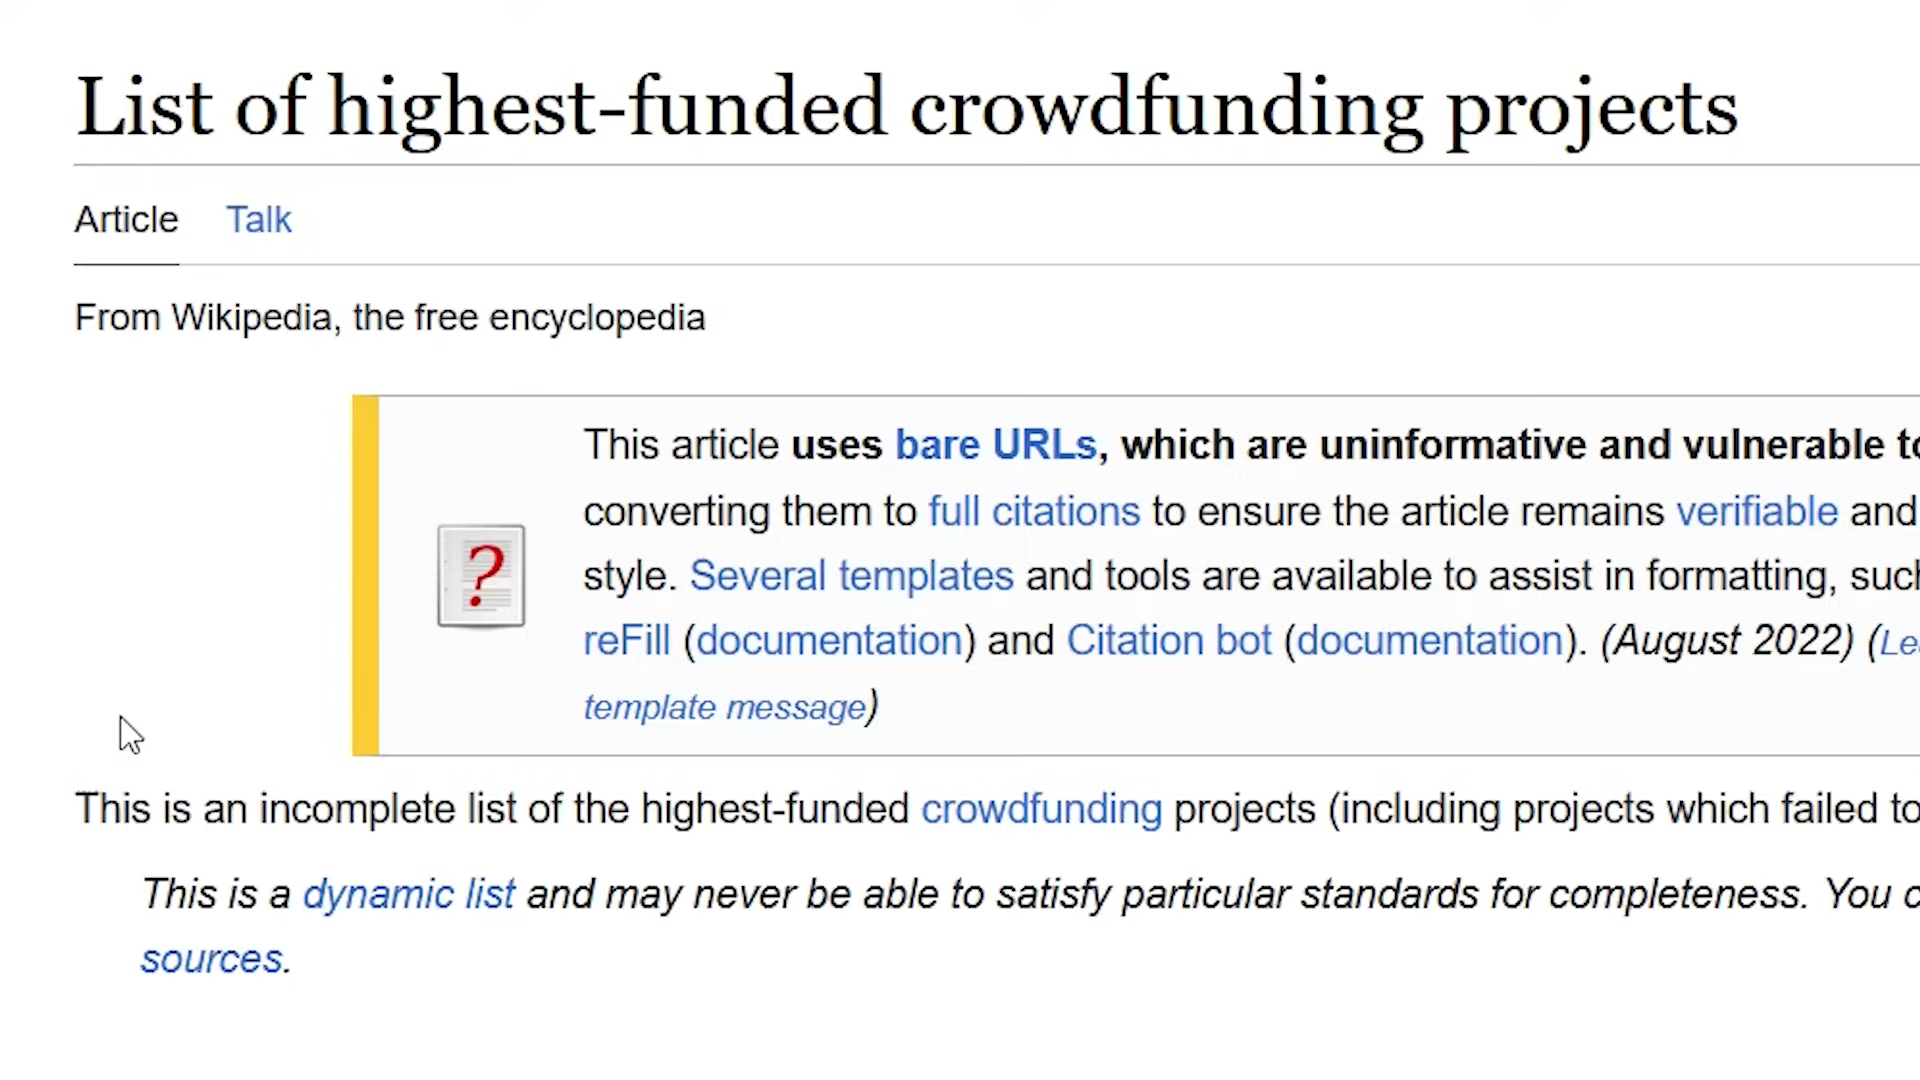 List of highest-funded crowdfunding projects
Article Talk
From Wikipedia, the free encyclopedia
This article uses bare URLs, which are uninformative and vulnerable
converting them to full citations to ensure the article remains verifiable and
style. Several templates and tools are available to assist in formatting,
reFill (documentation) and Citation bot (documentation). (August 2022) (
template message)
This is an incomplete list of the highest-funded crowdfunding projects (including projects which failed to
This is a dynamic list and may never be able to satisfy particular standards for completeness. You
sources.